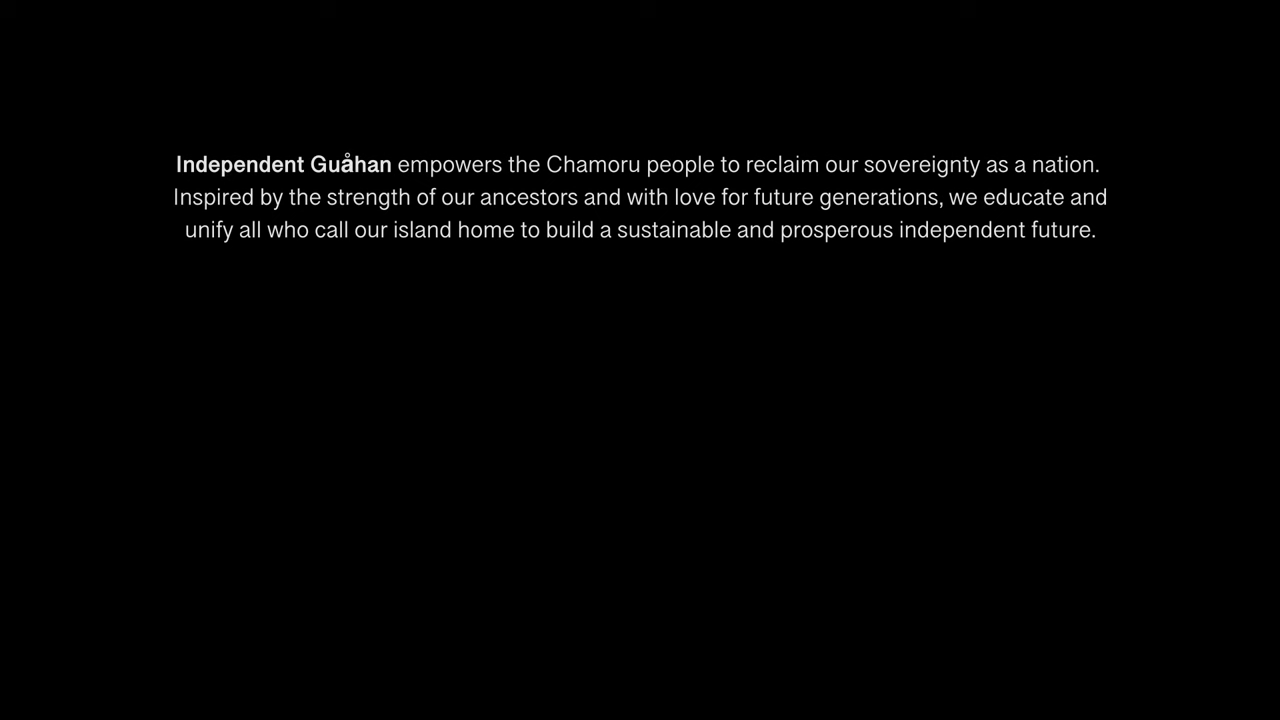 Independent Guåhan empowers the Chamoru people to reclaim our sovereignty as a nation.
Inspired by the strength of our ancestors and with love for future generations, we educate and
unify all who call our island home to build a sustainable and prosperous independent future.